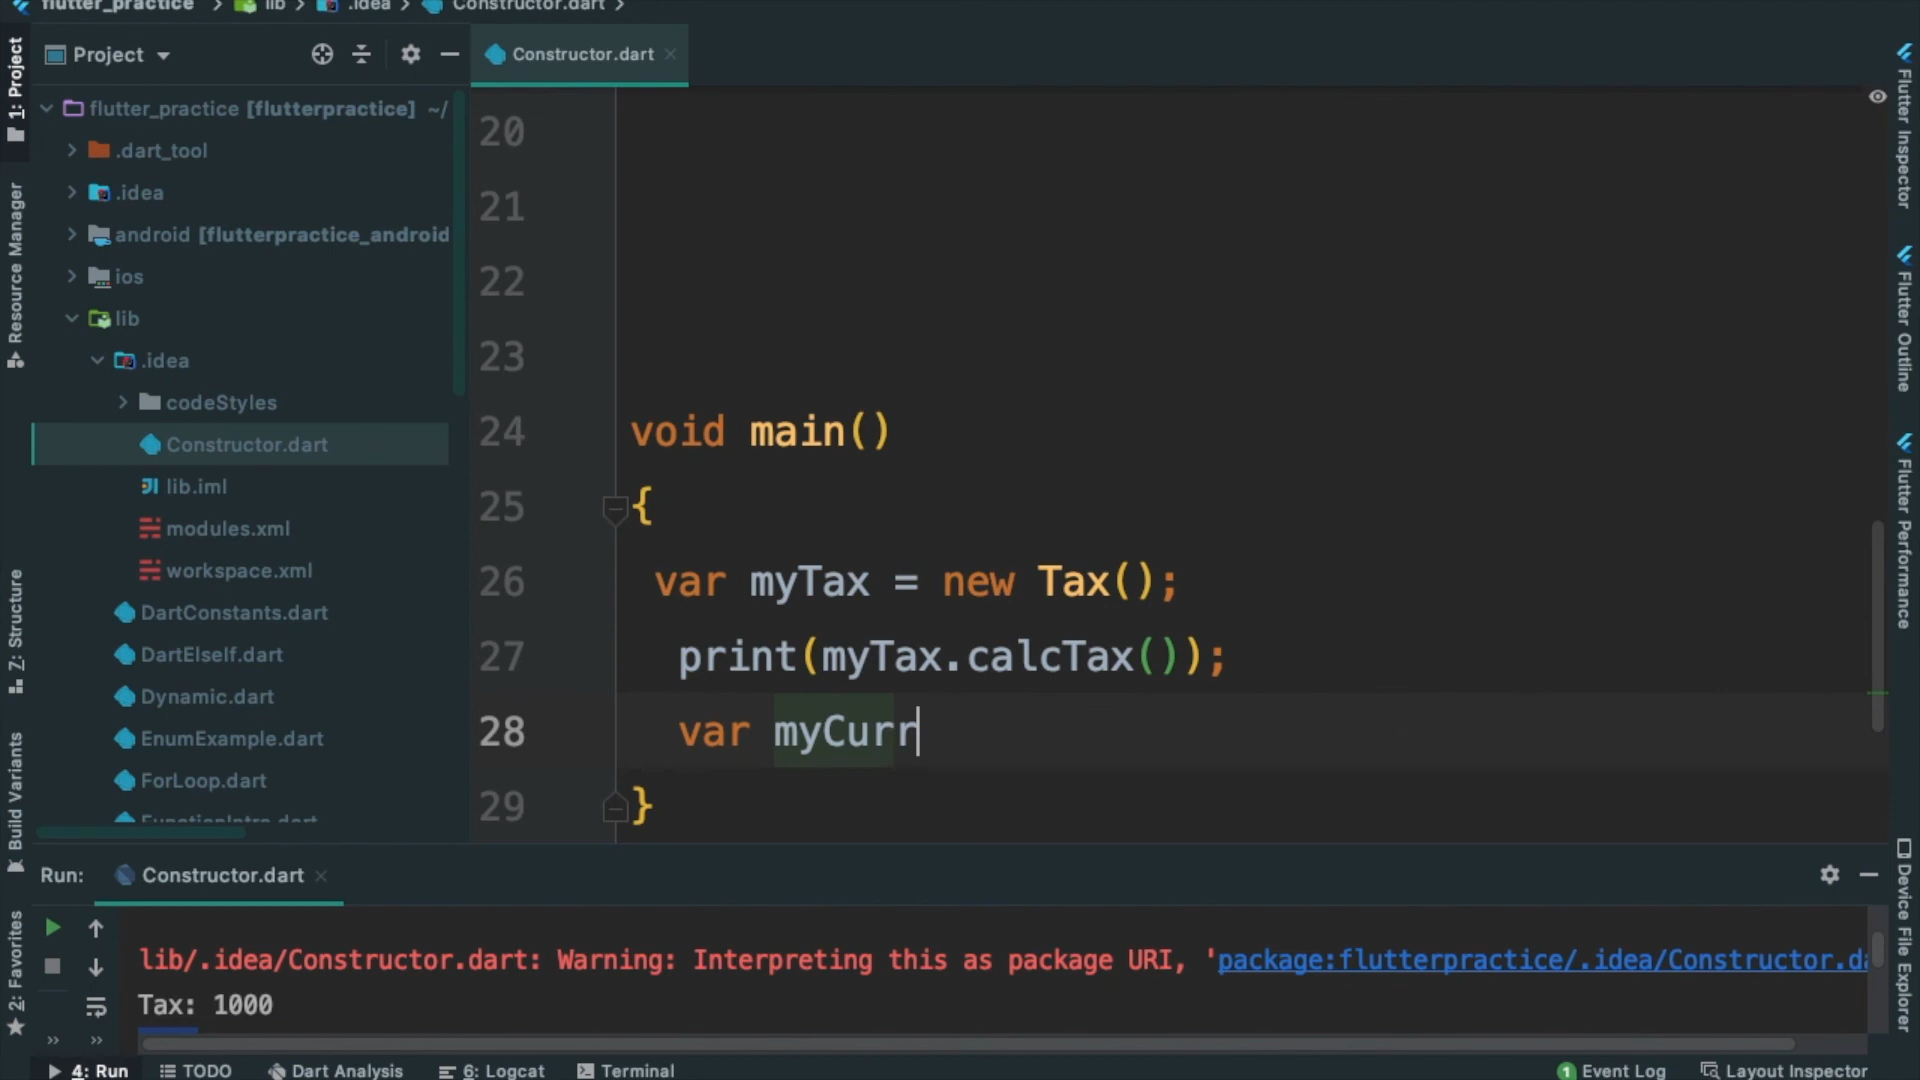 flutter_practice lib .idea Constructor.dart
1: Project
Resource Manager
Z: Structure
Build Variants
2: Favorites
Project
flutter_practice [flutterpractice] ~/
.dart_tool
.idea
android [flutterpractice_android
ios
lib
.idea
codeStyles
Constructor.dart
lib.iml
modules.xml
workspace.xml
DartConstants.dart
DartElseIf.dart
Dynamic.dart
EnumExample.dart
ForLoop.dart
FunctionIntro.dart
Constructor.dart
20
21
22
23
24 void main()
25 {
26 var myTax = new Tax();
27 print(myTax.calcTax());
28 var myCurr
29 }
Flutter Inspector
Flutter Outline
Flutter Performance
Device File Explorer
Run: Constructor.dart
lib/.idea/Constructor.dart: Warning: Interpreting this as package URI, 'package:flutterpractice/.idea/Constructor.da
Tax: 1000
4: Run TODO Dart Analysis 6: Logcat Terminal 1 Event Log Layout Inspector